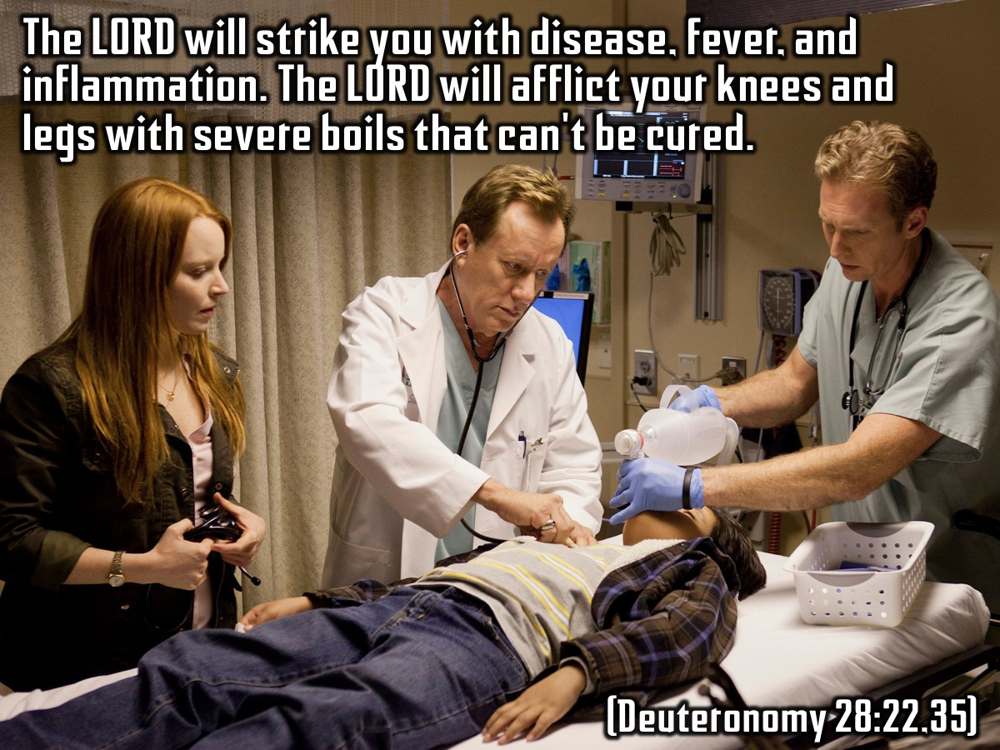 The LORD will strike you with disease, fever, and
inflammation. The LORD will afflict your knees and
legs with severe boils that can't be cured.
(Deuteronomy 28:22,35)